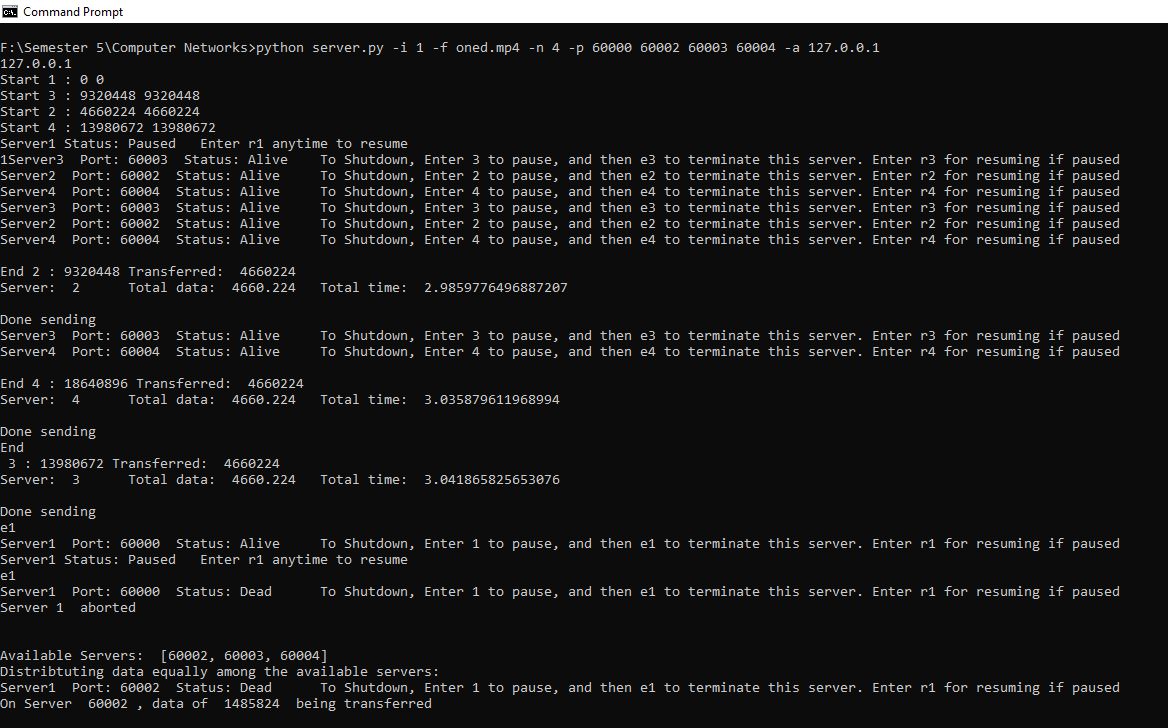 Command Prompt
F:\Semester 5\Computer Networks>python server.py -i 1 -f oned.mp4 -n 4 -p 60000 60002 60003 60004 -a 127.0.0.1
127.0.0.1
Start 1 : 0 0
Start 3 : 9320448 9320448
Start 2 : 4660224 4660224
Start 4 : 13980672 13980672
Server1 Status: Paused   Enter r1 anytime to resume
1Server3  Port: 60003  Status: Alive    To Shutdown, Enter 3 to pause, and then e3 to terminate this server. Enter r3 for resuming if paused
Server2  Port: 60002  Status: Alive     To Shutdown, Enter 2 to pause, and then e2 to terminate this server. Enter r2 for resuming if paused
Server4  Port: 60004  Status: Alive     To Shutdown, Enter 4 to pause, and then e4 to terminate this server. Enter r4 for resuming if paused
Server3  Port: 60003  Status: Alive     To Shutdown, Enter 3 to pause, and then e3 to terminate this server. Enter r3 for resuming if paused
Server2  Port: 60002  Status: Alive     To Shutdown, Enter 2 to pause, and then e2 to terminate this server. Enter r2 for resuming if paused
Server4  Port: 60004  Status: Alive     To Shutdown, Enter 4 to pause, and then e4 to terminate this server. Enter r4 for resuming if paused
End 2 : 9320448 Transferred:  4660224
Server:  2      Total data:  4660.224   Total time:  2.9859776496887207
Done sending
Server3  Port: 60003  Status: Alive     To Shutdown, Enter 3 to pause, and then e3 to terminate this server. Enter r3 for resuming if paused
Server4  Port: 60004  Status: Alive     To Shutdown, Enter 4 to pause, and then e4 to terminate this server. Enter r4 for resuming if paused
End 4 : 18640896 Transferred:  4660224
Server:  4      Total data:  4660.224   Total time:  3.035879611968994
Done sending
End
 3 : 13980672 Transferred:  4660224
Server:  3      Total data:  4660.224   Total time:  3.041865825653076
Done sending
e1
Server1  Port: 60000  Status: Alive     To Shutdown, Enter 1 to pause, and then e1 to terminate this server. Enter r1 for resuming if paused
Server1 Status: Paused   Enter r1 anytime to resume
e1
Server1  Port: 60000  Status: Dead      To Shutdown, Enter 1 to pause, and then e1 to terminate this server. Enter r1 for resuming if paused
Server 1  aborted
Available Servers:  [60002, 60003, 60004]
Distribtuting data equally among the available servers:
Server1  Port: 60002  Status: Dead      To Shutdown, Enter 1 to pause, and then e1 to terminate this server. Enter r1 for resuming if paused
On Server  60002 , data of  1485824  being transferred